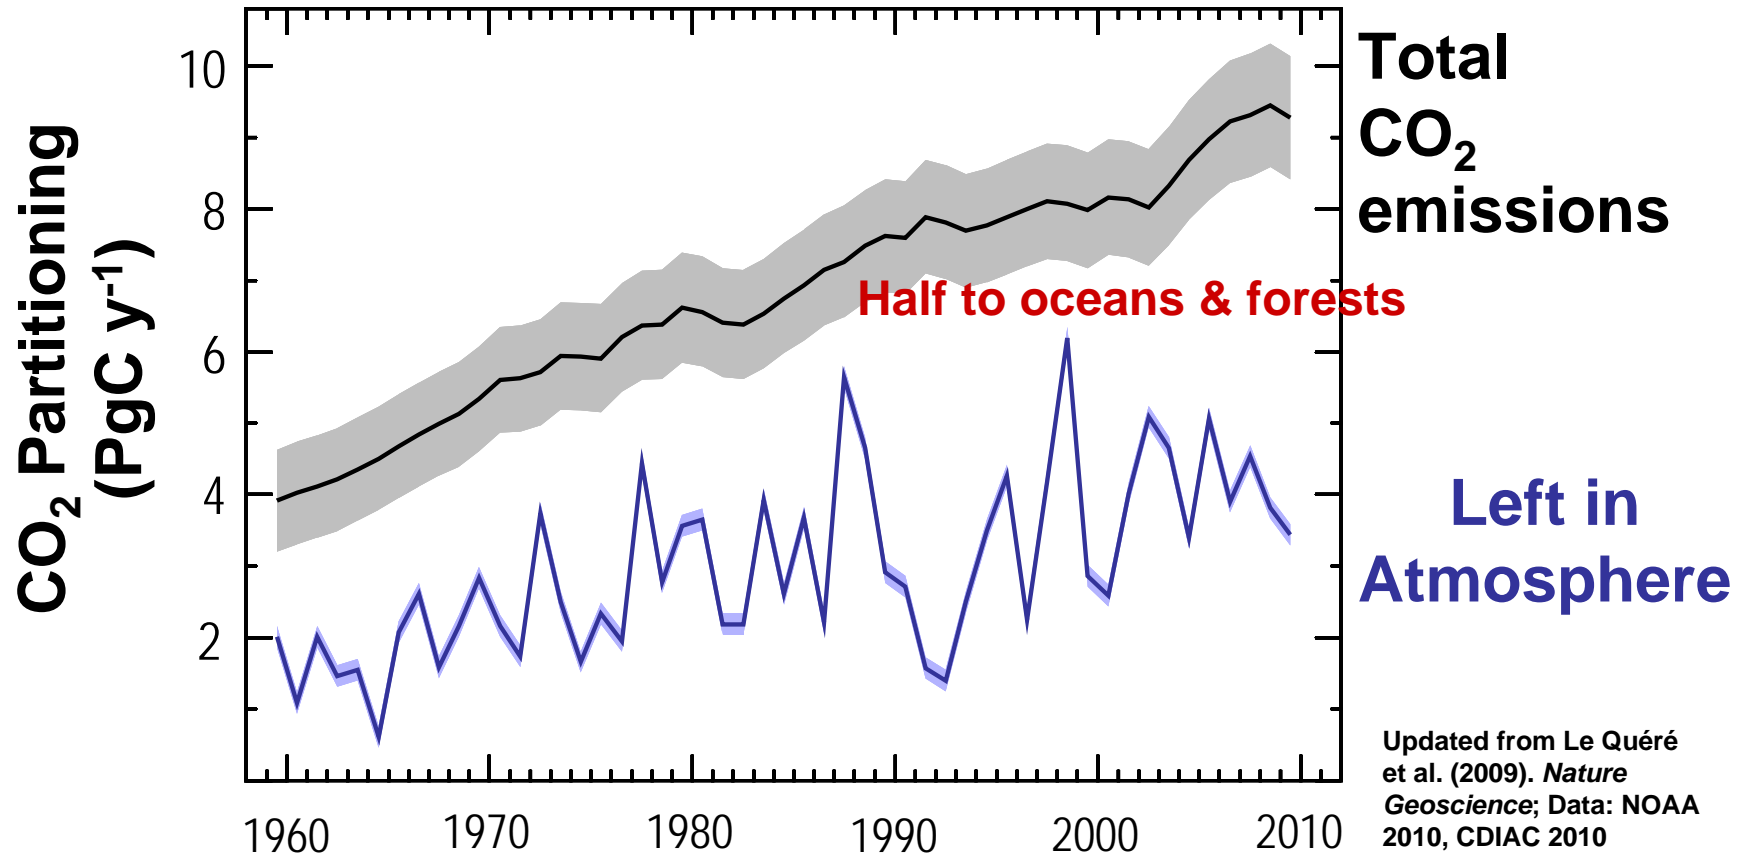 CO2 Partitioning
(PgC y-1)
10
8
6
4
2
1960
1970
1980
1990
2000
2010
Half to oceans & forests
Total
CO2
emissions
Left in
Atmosphere
Updated from Le Quéré
et al. (2009). Nature
Geoscience; Data: NOAA
2010, CDIAC 2010